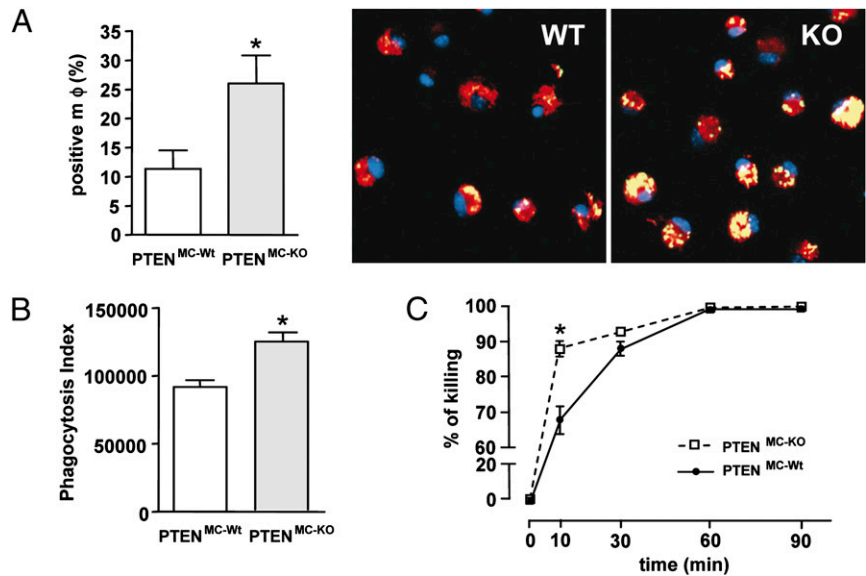 A
positive m ϕ (%)
35
30
25
20
15
10
5
0
*
PTEN MC-Wt PTEN MC-KO
WT
KO
B
Phagocytosis Index
150000
100000
50000
0
*
PTEN MC-Wt PTEN MC-KO
C
% of killing
100
90
80
70
60
20
0
*
PTEN MC-KO
PTEN MC-Wt
0 10 30 60 90
time (min)